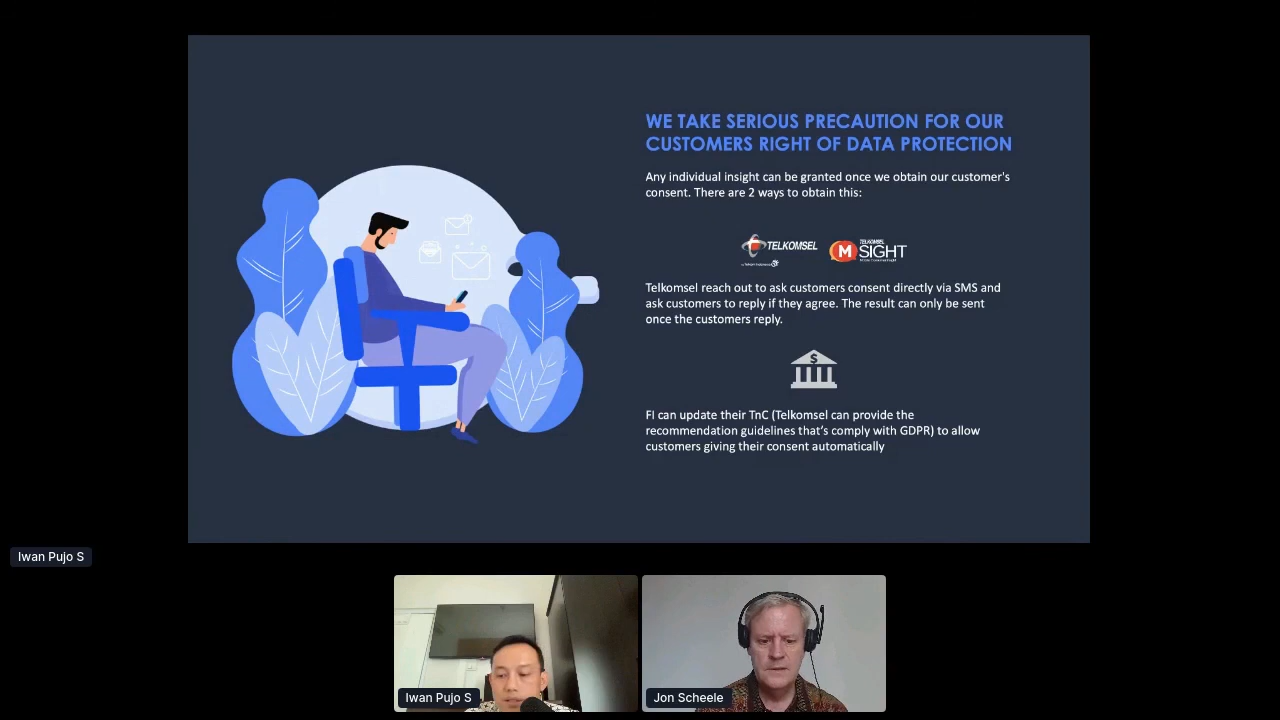 WE TAKE SERIOUS PRECAUTION FOR OUR
CUSTOMERS RIGHT OF DATA PROTECTION
Any individual insight can be granted once we obtain our customer's
consent. There are 2 ways to obtain this:
TELKOMSEL
TELKOMSEL
M SIGHT
Telkomsel reach out to ask customers consent directly via SMS and
ask customers to reply if they agree. The result can only be sent
once the customers reply.
$
FI can update their TnC (Telkomsel can provide the
recommendation guidelines that's comply with GDPR) to allow
customers giving their consent automatically
Iwan Pujo S
Iwan Pujo S
Jon Scheele